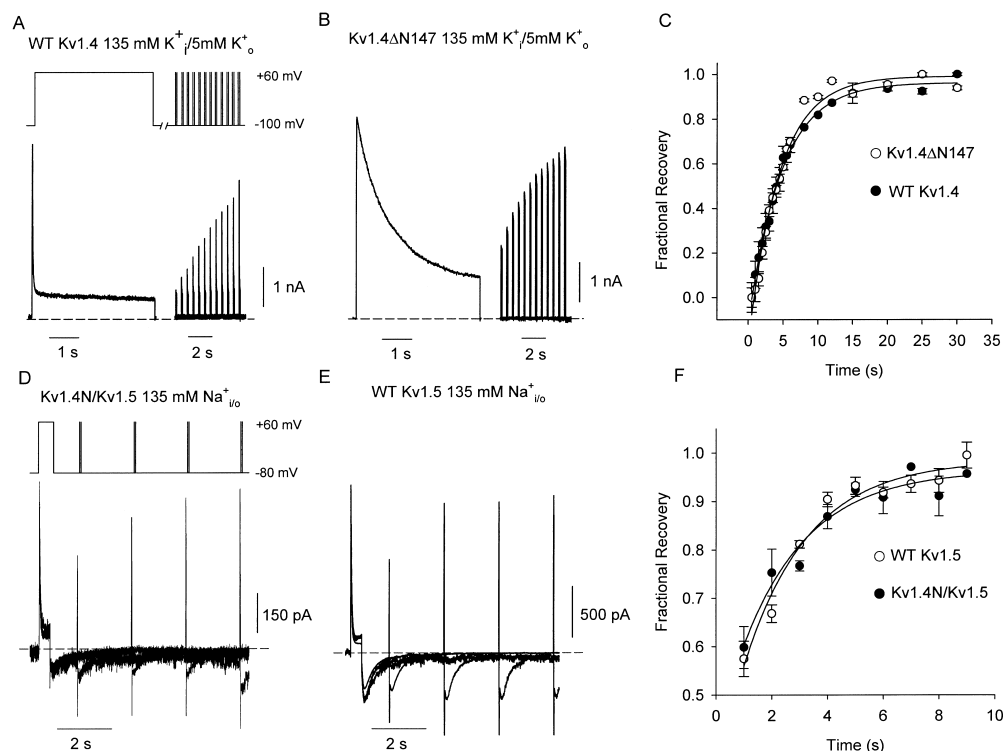 A
WT Kv1.4 135 mM K⁺ᵢ/5mM K⁺ₒ
+60 mV
-100 mV
1 nA
1 s
2 s
B
Kv1.4ΔN147 135 mM K⁺ᵢ/5mM K⁺ₒ
1 nA
1 s
2 s
C
Fractional Recovery
1.0
0.8
0.6
0.4
0.2
0.0
Kv1.4ΔN147
WT Kv1.4
0 5 10 15 20 25 30 35
Time (s)
D
Kv1.4N/Kv1.5 135 mM Na⁺i/o
+60 mV
-80 mV
150 pA
2 s
E
WT Kv1.5 135 mM Na⁺i/o
500 pA
2 s
F
Fractional Recovery
1.0
0.9
0.8
0.7
0.6
0.5
WT Kv1.5
Kv1.4N/Kv1.5
0 2 4 6 8 10
Time (s)